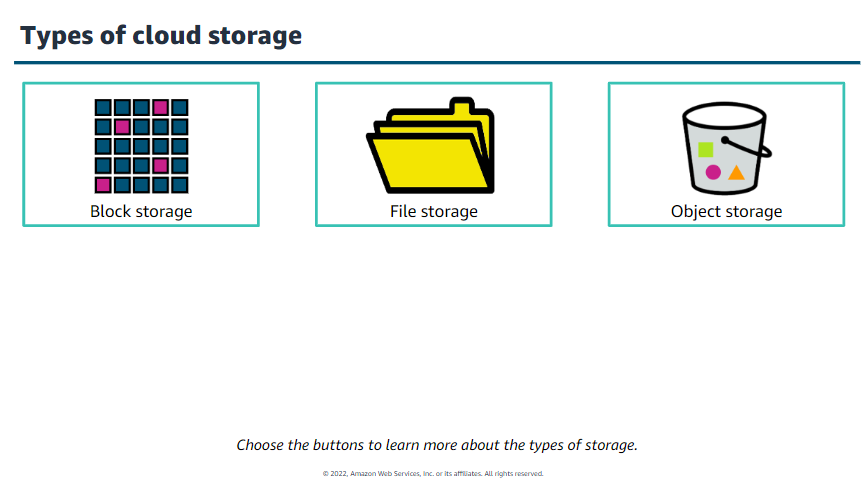 Types of cloud storage
Block storage
File storage
Object storage
Choose the buttons to learn more about the types of storage.
© 2022, Amazon Web Services, Inc. or its affiliates. All rights reserved.